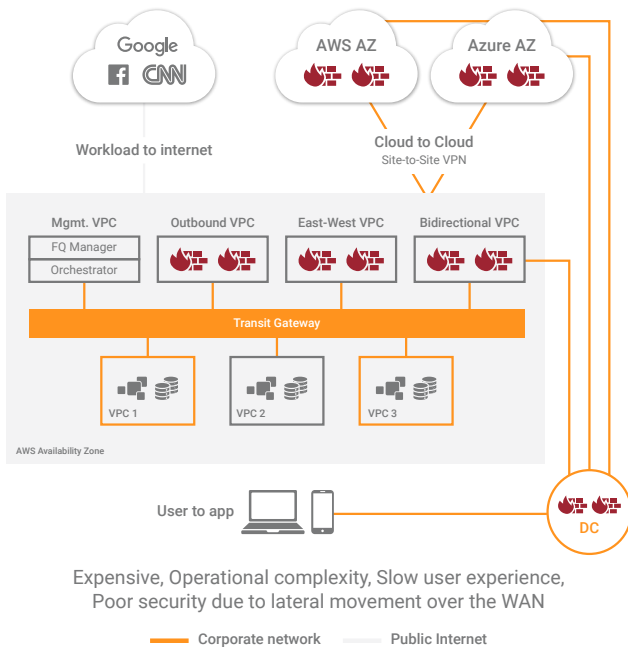 Google
CNN
AWS AZ
Azure AZ
Workload to internet
Cloud to Cloud
Site-to-Site VPN
Mgmt. VPC
Outbound VPC
East-West VPC
Bidirectional VPC
FQ Manager
Orchestrator
Transit Gateway
VPC 1
VPC 2
VPC 3
AWS Availability Zone
User to app
DC
Expensive, Operational complexity, Slow user experience,
Poor security due to lateral movement over the WAN
Corporate network
Public Internet